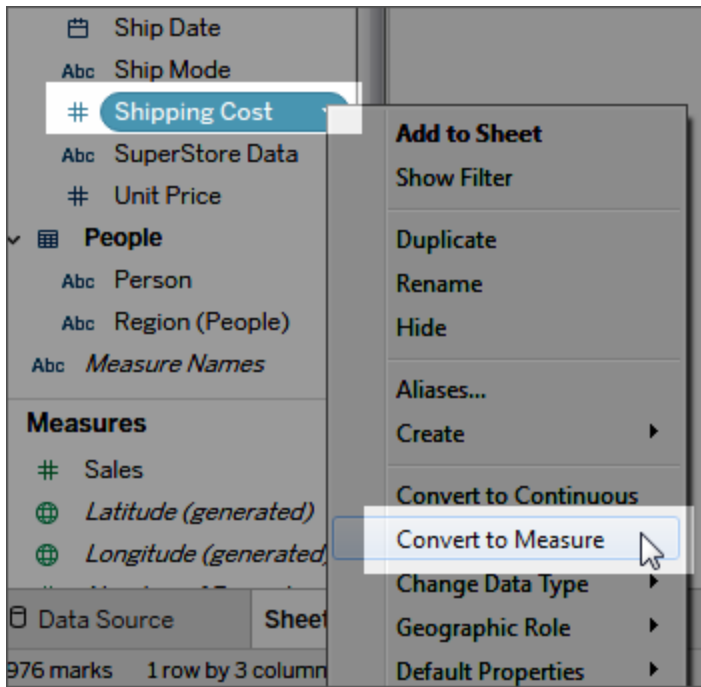 Ship Date
Abc Ship Mode
# Shipping Cost
Abc SuperStore Data
# Unit Price
People
Abc Person
Abc Region (People)
Abc Measure Names
Measures
# Sales
Latitude (generated)
Longitude (generated)
Data Source
Sheet
976 marks 1 row by 3 column
Add to Sheet
Show Filter
Duplicate
Rename
Hide
Aliases...
Create
Convert to Continuous
Convert to Measure
Change Data Type
Geographic Role
Default Properties